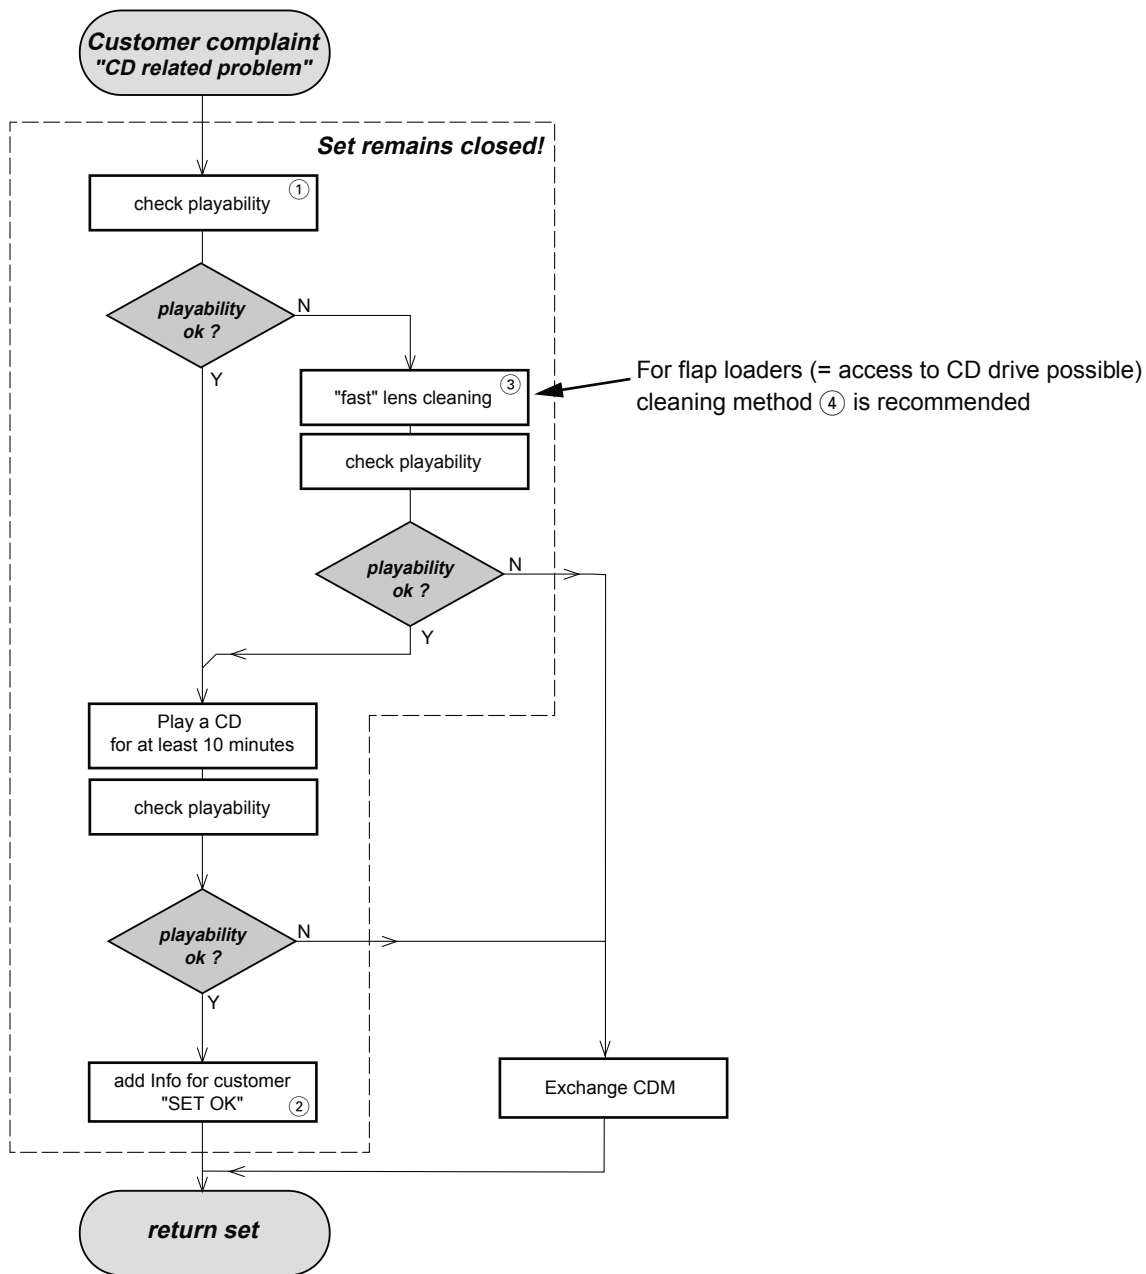 Customer complaint
"CD related problem"
Set remains closed!
check playability ①
playability
ok ?
N
Y
"fast" lens cleaning ③
For flap loaders (= access to CD drive possible)
cleaning method ④ is recommended
check playability
playability
ok ?
N
Y
Play a CD
for at least 10 minutes
check playability
playability
ok ?
N
Y
add Info for customer
"SET OK" ②
Exchange CDM
return set